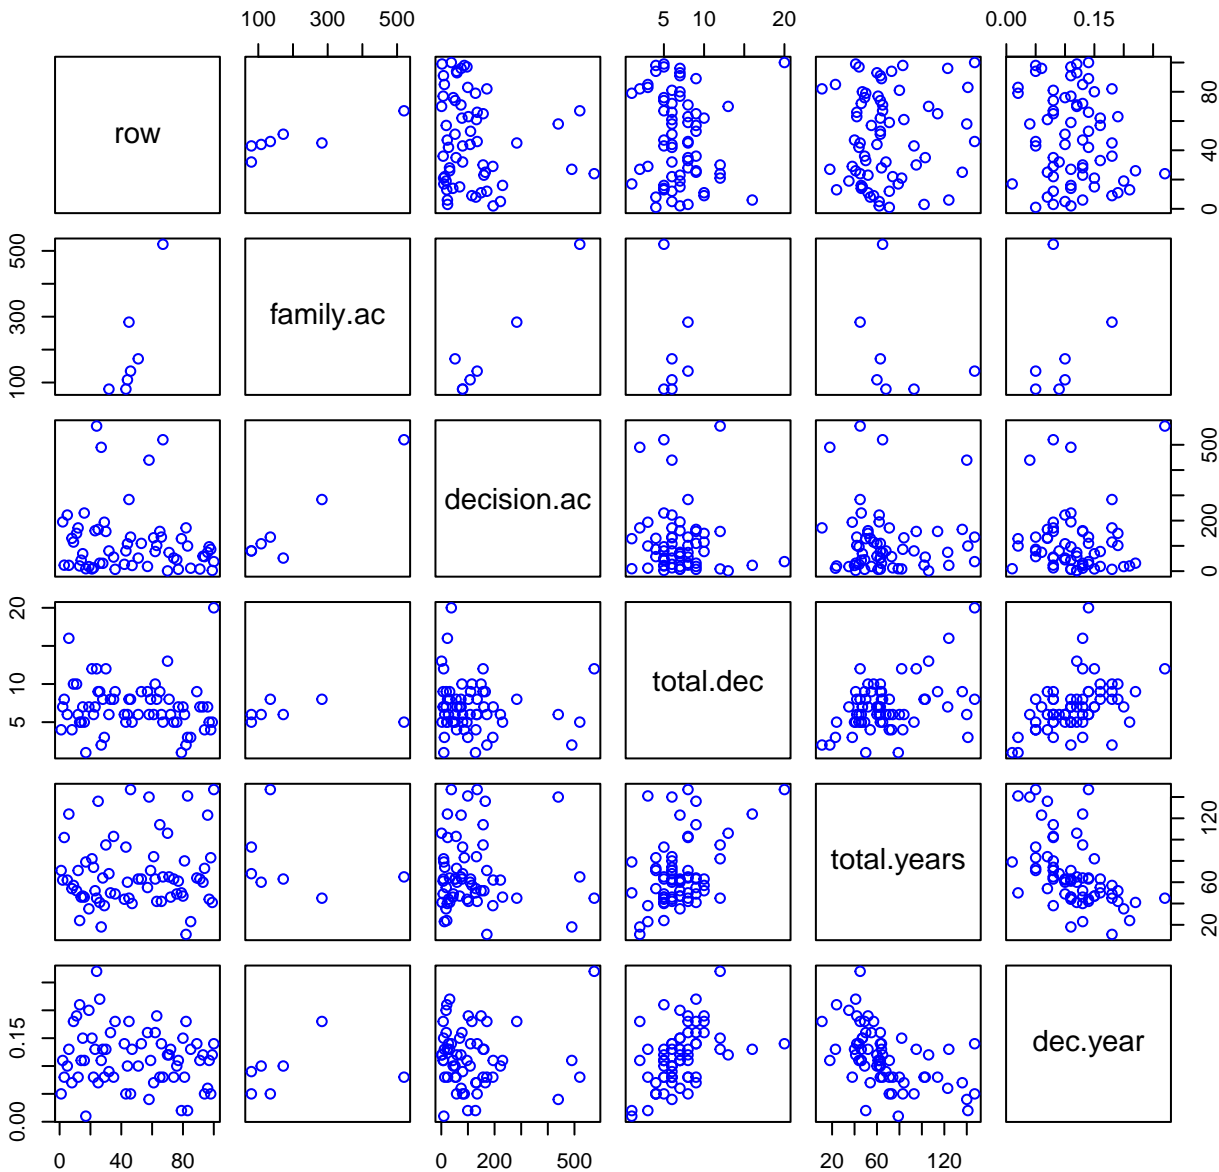 100 300 500 5 10 20 0.00 0.15
row 0 40 80
100 300 500 family.ac
decision.ac 0 200 500
5 10 20 total.dec
total.years 20 60 120
0.00 0.15 dec.year
0 40 80 0 200 500 20 60 120